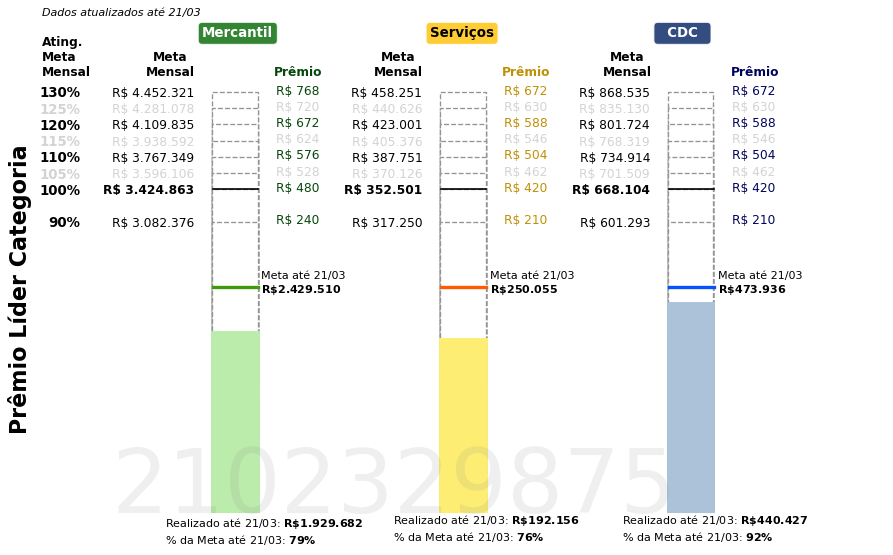 Dados atualizados até 21/03
Mercantil Serviços CDC
Ating. Meta Mensal Meta Mensal Prêmio Meta Mensal Prêmio Meta Mensal Prêmio
130% R$ 4.452.321 R$ 768 R$ 458.251 R$ 672 R$ 868.535 R$ 672
125% R$ 4.281.078 R$ 720 R$ 440.626 R$ 630 R$ 835.130 R$ 630
120% R$ 4.109.835 R$ 672 R$ 423.001 R$ 588 R$ 801.724 R$ 588
115% R$ 3.938.592 R$ 624 R$ 405.376 R$ 546 R$ 768.319 R$ 546
110% R$ 3.767.349 R$ 576 R$ 387.751 R$ 504 R$ 734.914 R$ 504
105% R$ 3.596.106 R$ 528 R$ 370.126 R$ 462 R$ 701.509 R$ 462
100% R$ 3.424.863 R$ 480 R$ 352.501 R$ 420 R$ 668.104 R$ 420
90% R$ 3.082.376 R$ 240 R$ 317.250 R$ 210 R$ 601.293 R$ 210
Meta até 21/03 Meta até 21/03 Meta até 21/03
R$2.429.510 R$250.055 R$473.936
Prêmio Líder Categoria
2102329875
Realizado até 21/03: R$1.929.682 Realizado até 21/03: R$192.156 Realizado até 21/03: R$440.427
% da Meta até 21/03: 79% % da Meta até 21/03: 76% % da Meta até 21/03: 92%